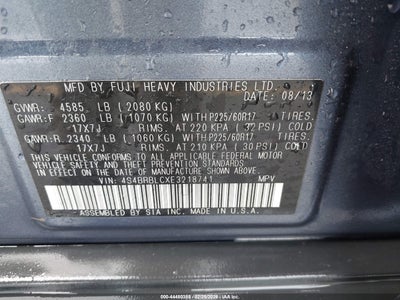 MFD BY FUJI HEAVY INDUSTRIES LTD.
DATE: 08/13
GVWR: 4585 LB (2080 KG)
GAWR:F 2360 LB (1070 KG) WITH P225/60R17 TIRES
17X7J RIMS. AT 220 KPA (32 PSI) COLD
GAWR:R 2340 LB (1060 KG) WITH P225/60R17 TIRES
17X7J RIMS. AT 210 KPA (30 PSI) COLD
THIS VEHICLE CONFORMS TO ALL APPLICABLE FEDERAL
MOTOR VEHICLE SAFETY AND THEFT PREVENTION STANDARDS
IN EFFECT ON THE DATE OF MANUFACTURE SHOWN ABOVE.
VIN: 4S4BRBLCXE3218741 MPV
ASSEMBLED BY SIA INC. MADE IN U.S.A.